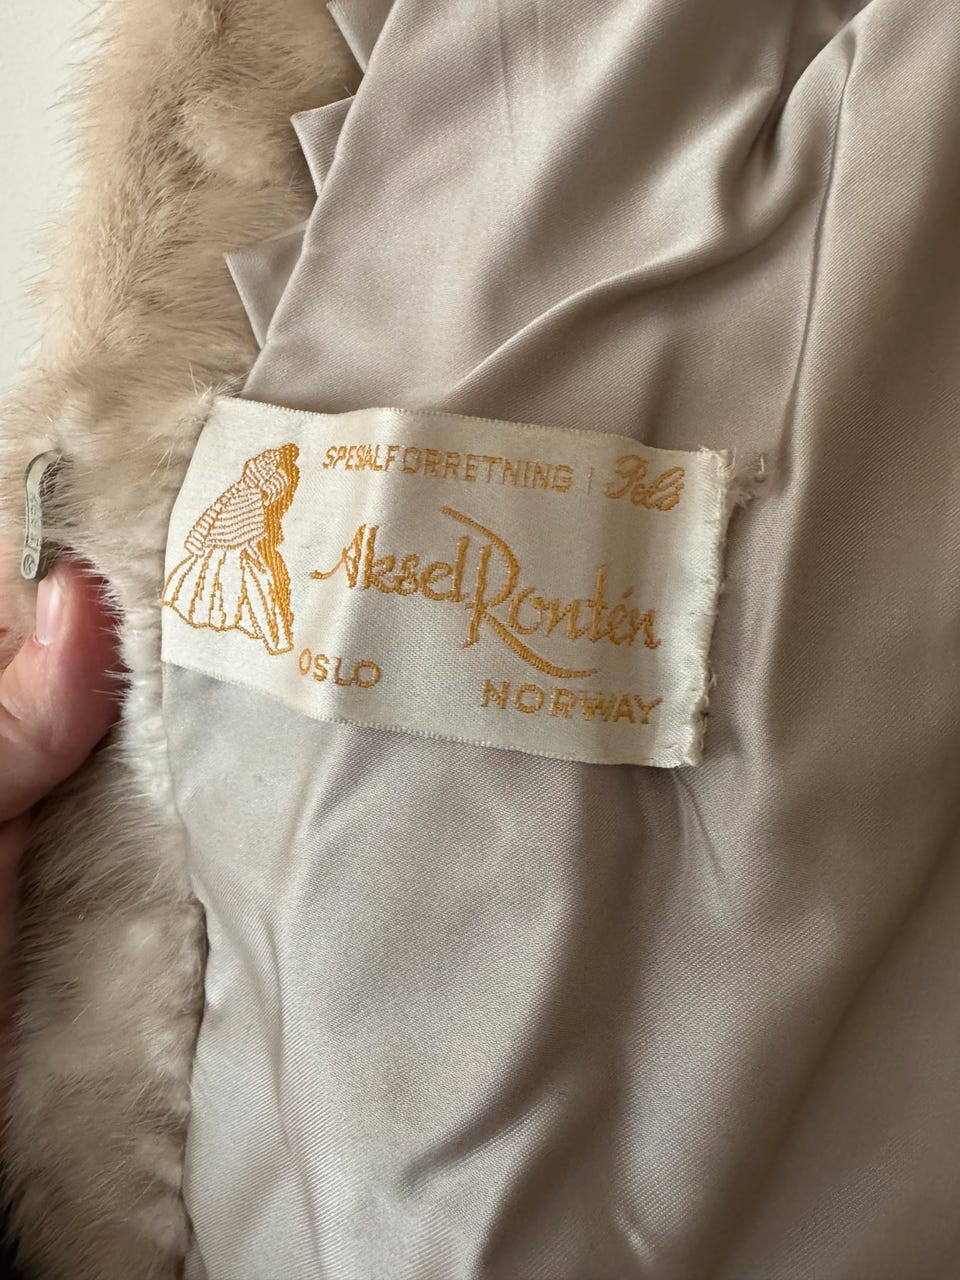 SPESIALFORRETNING I Pels
Aksel Rontén
OSLO NORWAY